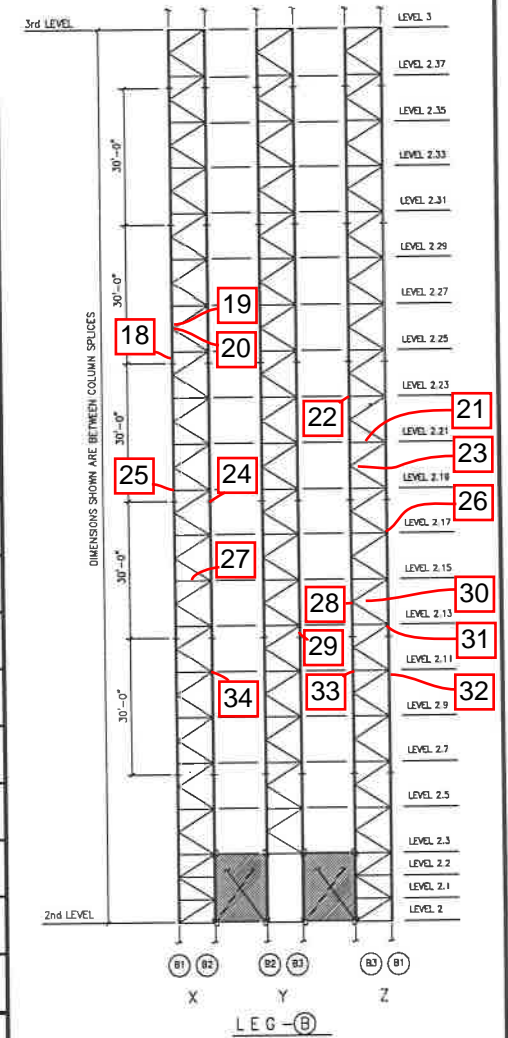 3rd LEVEL
LEVEL 3
LEVEL 2.37
LEVEL 2.35
30'-0"
LEVEL 2.33
LEVEL 2.31
LEVEL 2.29
30'-0"
LEVEL 2.27
19
18
20
LEVEL 2.25
DIMENSIONS SHOWN ARE BETWEEN COLUMN SPLICES
LEVEL 2.23
22
21
30'-0"
LEVEL 2.21
23
25
24
LEVEL 2.19
26
LEVEL 2.17
27
30'-0"
LEVEL 2.15
28
30
LEVEL 2.13
29
31
LEVEL 2.11
34
33
32
30'-0"
LEVEL 2.9
LEVEL 2.7
LEVEL 2.5
LEVEL 2.3
LEVEL 2.2
LEVEL 2.1
2nd LEVEL
LEVEL 2
B1 B2 B2 B3 B3 B1
X Y Z
LEG-B